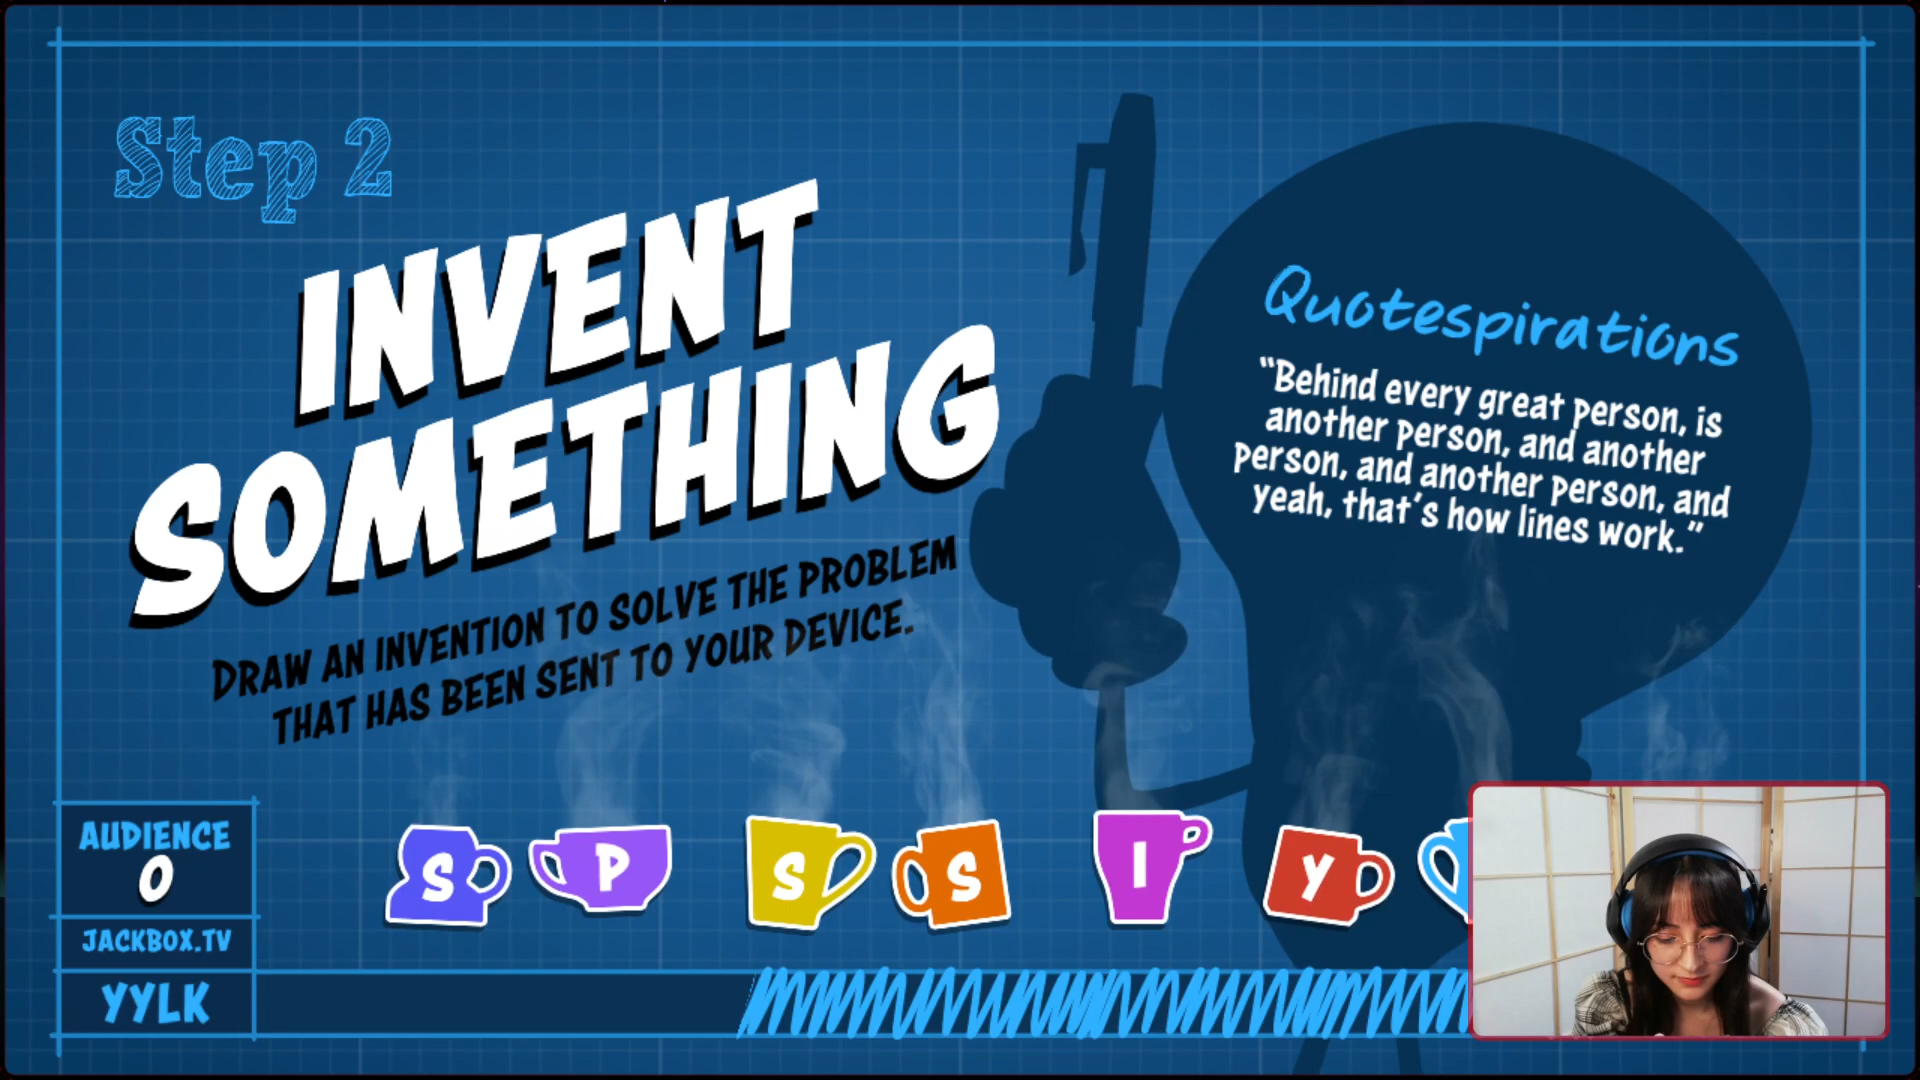 Step 2
INVENT
SOMETHING
DRAW AN INVENTION TO SOLVE THE PROBLEM
THAT HAS BEEN SENT TO YOUR DEVICE.
Quotespirations
"Behind every great person, is
another person, and another
person, and another person, and
yeah, that's how lines work."
AUDIENCE
0
JACKBOX.TV
YYLK
S P S S I Y